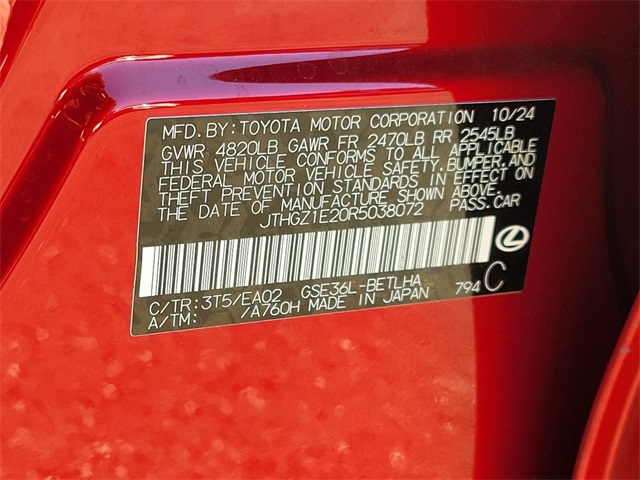 MFD. BY: TOYOTA MOTOR CORPORATION 10/24
GVWR 4820LB GAWR FR 2470LB RR 2545LB
THIS VEHICLE CONFORMS TO ALL APPLICABLE
FEDERAL MOTOR VEHICLE SAFETY, BUMPER, AND
THEFT PREVENTION STANDARDS IN EFFECT ON
THE DATE OF MANUFACTURE SHOWN ABOVE.
JTHGZ1E20R5038072 PASS.CAR
C/TR: 3T5/EA02 GSE36L-BETLHA 794 C
A/TM: /A760H MADE IN JAPAN